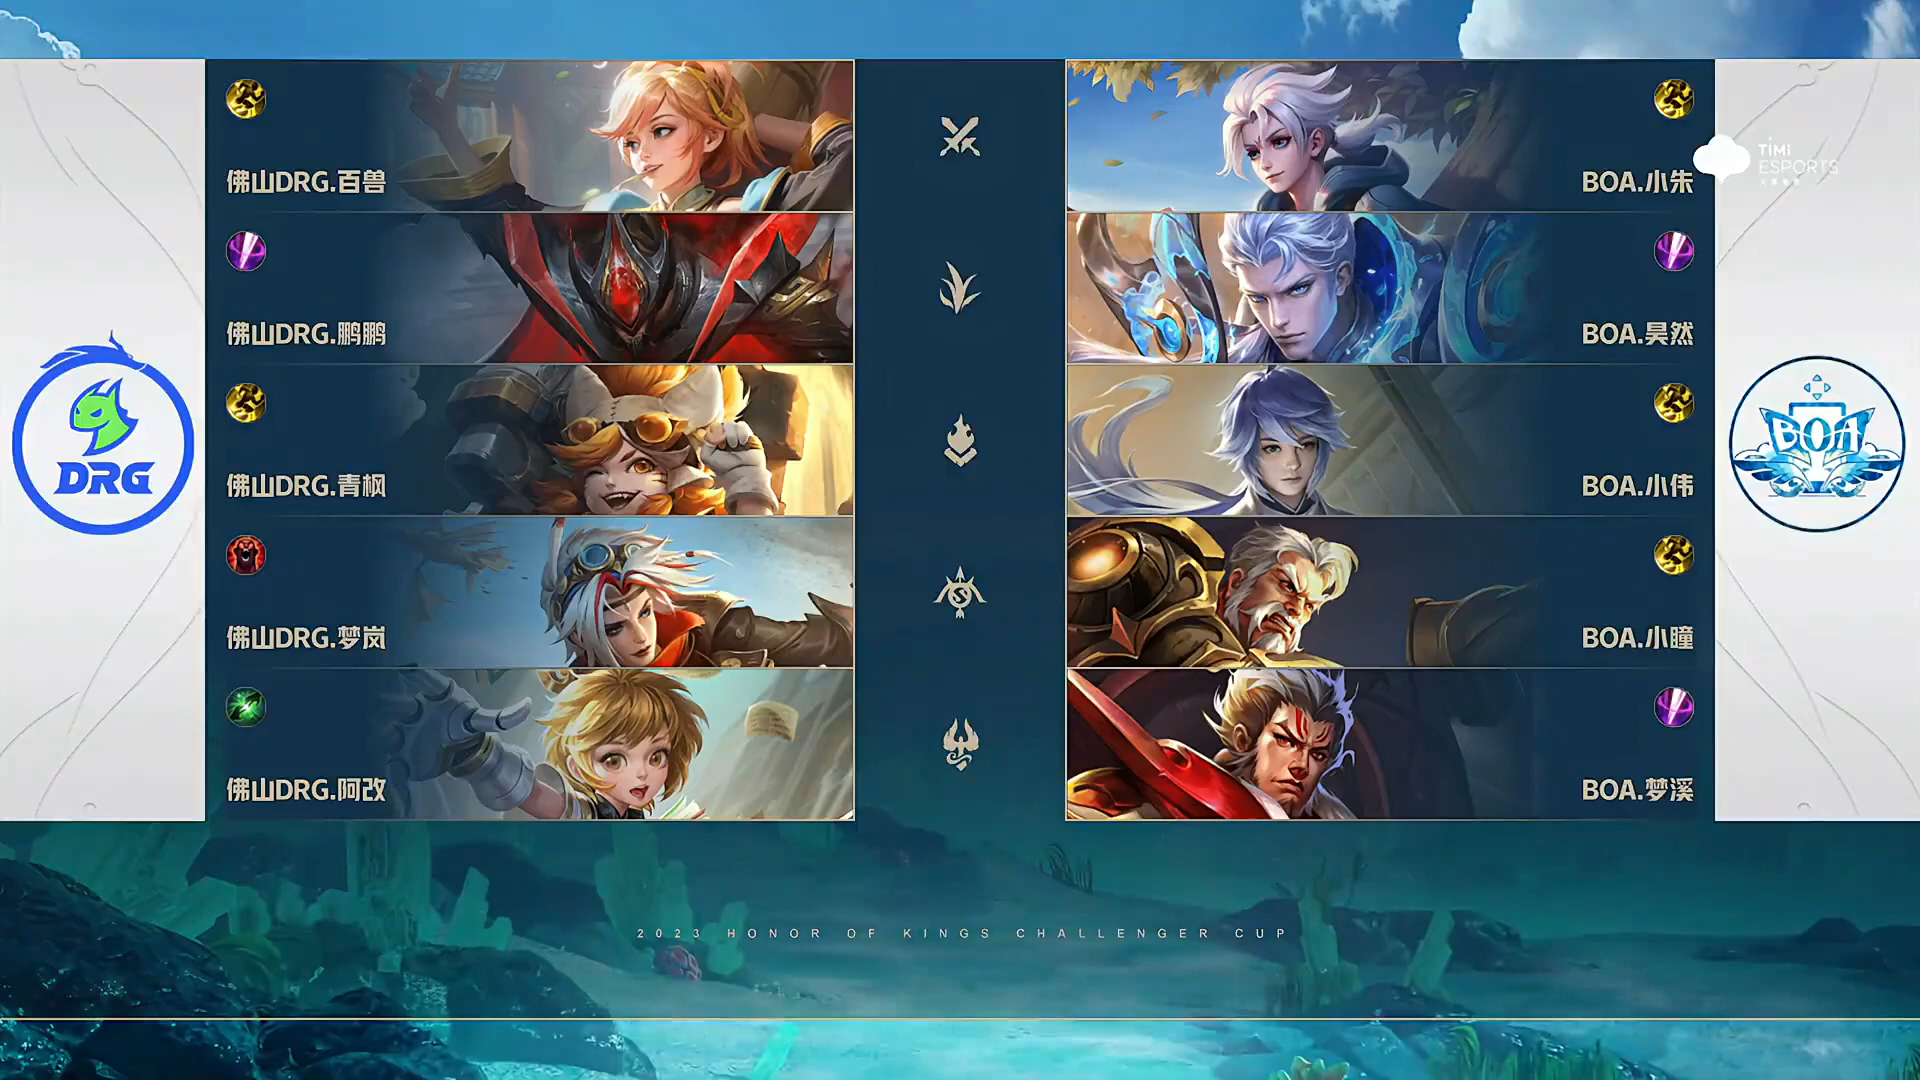 佛山DRG.百兽
BOA.小朱
TiMi
ESPORTS
佛山DRG.鹏鹏
BOA.昊然
佛山DRG.青枫
BOA.小伟
DRG
BOA
佛山DRG.梦岚
BOA.小瞳
佛山DRG.阿改
BOA.梦溪
2023 HONOR OF KINGS CHALLENGER CUP